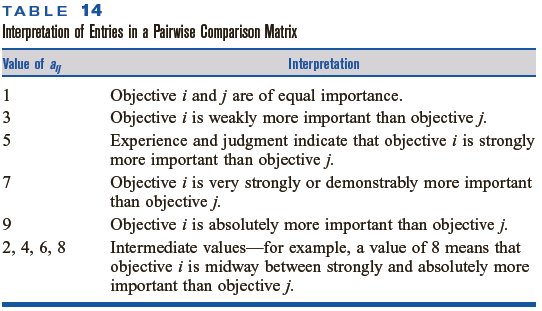 TABLE 14
Interpretation of Entries in a Pairwise Comparison Matrix
Value of aij Interpretation
1 Objective i and j are of equal importance.
3 Objective i is weakly more important than objective j.
5 Experience and judgment indicate that objective i is strongly
more important than objective j.
7 Objective i is very strongly or demonstrably more important
than objective j.
9 Objective i is absolutely more important than objective j.
2, 4, 6, 8 Intermediate values—for example, a value of 8 means that
objective i is midway between strongly and absolutely more
important than objective j.